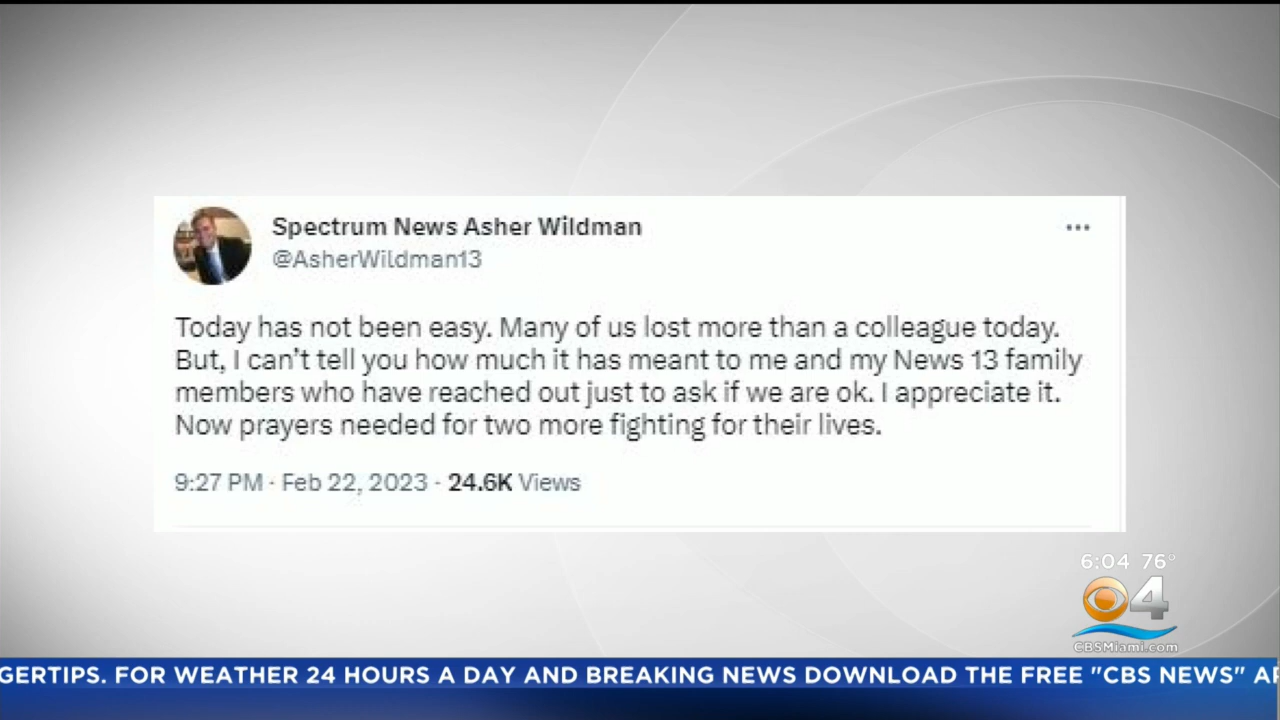 Spectrum News Asher Wildman
@AsherWildman13
Today has not been easy. Many of us lost more than a colleague today.
But, I can't tell you how much it has meant to me and my News 13 family
members who have reached out just to ask if we are ok. I appreciate it.
Now prayers needed for two more fighting for their lives.
9:27 PM · Feb 22, 2023 · 24.6K Views
6:04 76°
4
CBSMiami.com
GERTIPS. FOR WEATHER 24 HOURS A DAY AND BREAKING NEWS DOWNLOAD THE FREE "CBS NEWS" AP